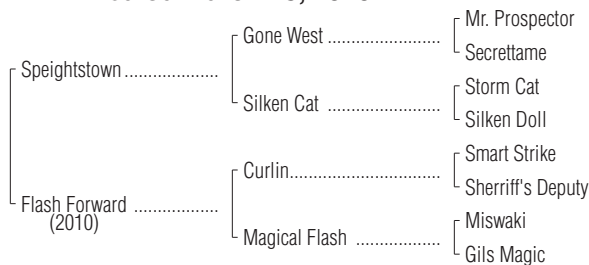 Mr. Prospector
Gone West
Secrettame
Speightstown
Storm Cat
Silken Cat
Silken Doll
Smart Strike
Curlin
Sherriff's Deputy
Flash Forward
(2010)
Miswaki
Magical Flash
Gils Magic